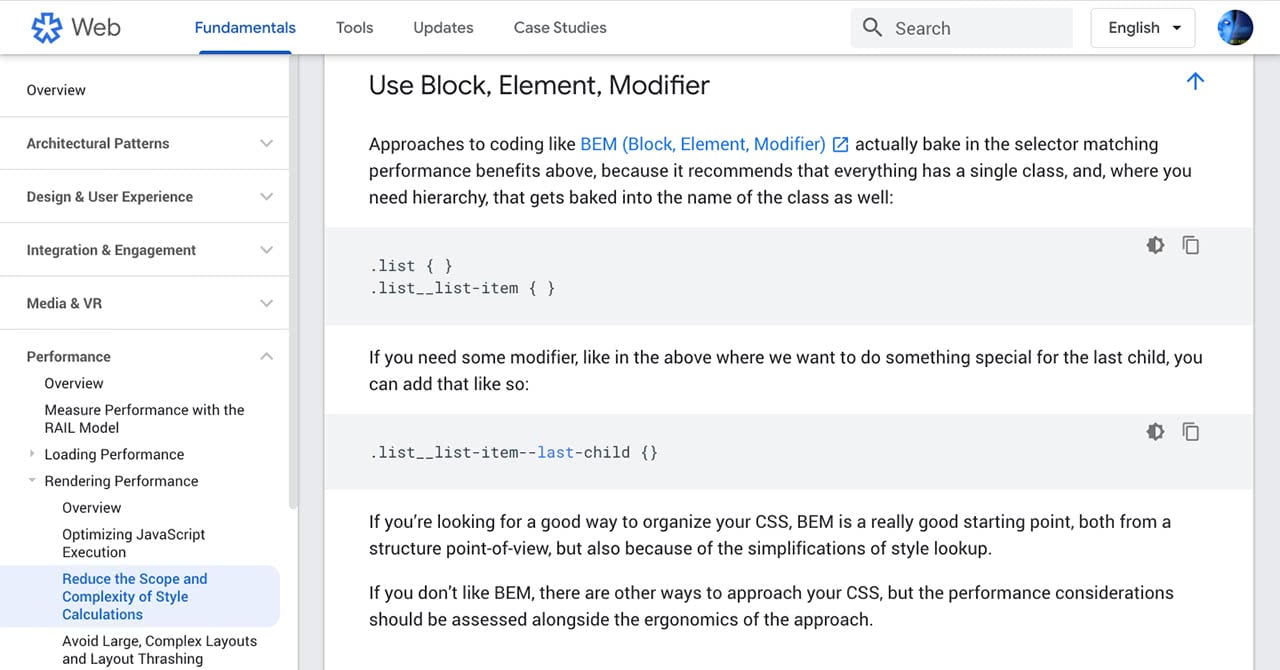 Web
Fundamentals
Tools
Updates
Case Studies
Search
English
Overview
Architectural Patterns
Design & User Experience
Integration & Engagement
Media & VR
Performance
Overview
Measure Performance with the
RAIL Model
Loading Performance
Rendering Performance
Overview
Optimizing JavaScript
Execution
Reduce the Scope and
Complexity of Style
Calculations
Avoid Large, Complex Layouts
and Layout Thrashing
Use Block, Element, Modifier
Approaches to coding like BEM (Block, Element, Modifier) actually bake in the selector matching
performance benefits above, because it recommends that everything has a single class, and, where you
need hierarchy, that gets baked into the name of the class as well:
.list { }
.list__list-item { }
If you need some modifier, like in the above where we want to do something special for the last child, you
can add that like so:
.list__list-item--last-child {}
If you’re looking for a good way to organize your CSS, BEM is a really good starting point, both from a
structure point-of-view, but also because of the simplifications of style lookup.
If you don’t like BEM, there are other ways to approach your CSS, but the performance considerations
should be assessed alongside the ergonomics of the approach.